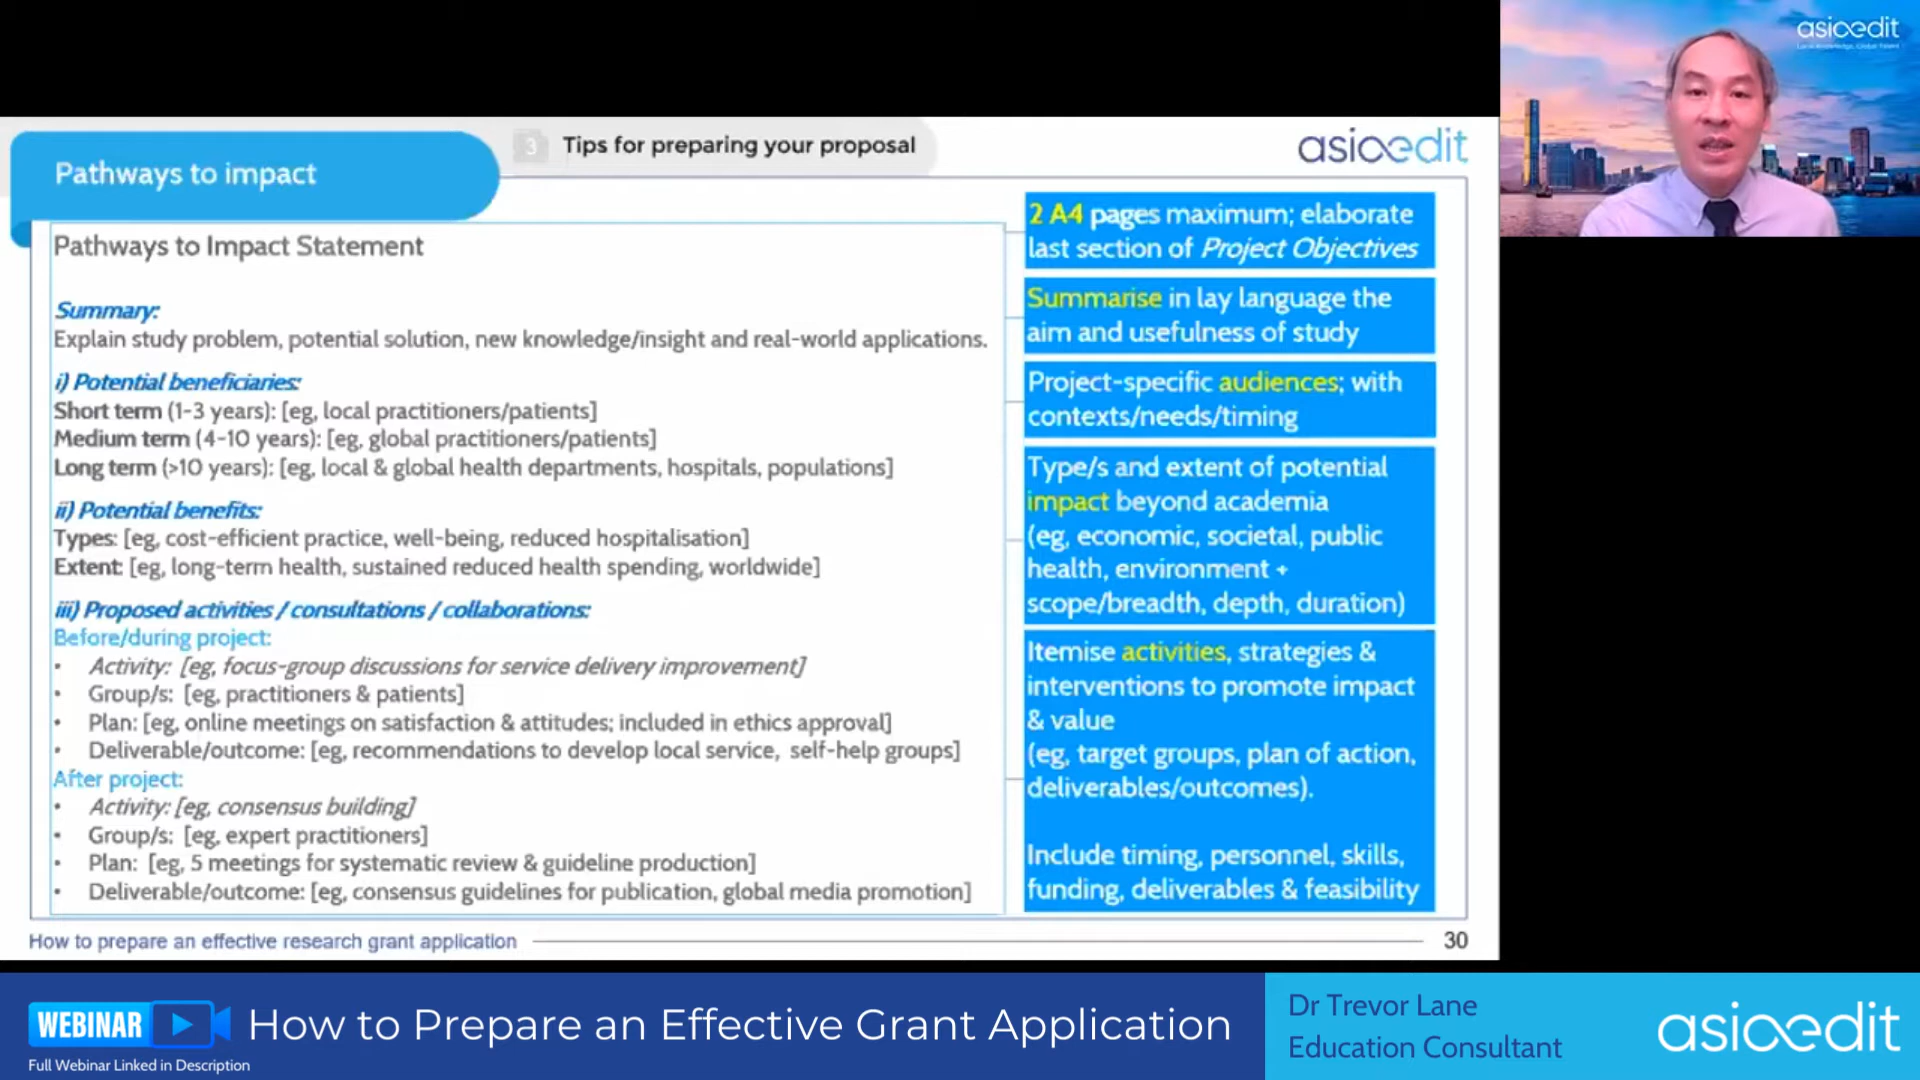 asiaedit
Pathways to impact
3 Tips for preparing your proposal
asiaedit
Pathways to Impact Statement
Summary:
Explain study problem, potential solution, new knowledge/insight and real-world applications.
i) Potential beneficiaries:
Short term (1-3 years): [eg, local practitioners/patients]
Medium term (4-10 years): [eg, global practitioners/patients]
Long term (>10 years): [eg, local & global health departments, hospitals, populations]
ii) Potential benefits:
Types: [eg, cost-efficient practice, well-being, reduced hospitalisation]
Extent: [eg, long-term health, sustained reduced health spending, worldwide]
iii) Proposed activities / consultations / collaborations:
Before/during project:
• Activity: [eg, focus-group discussions for service delivery improvement]
• Group/s: [eg, practitioners & patients]
• Plan: [eg, online meetings on satisfaction & attitudes; included in ethics approval]
• Deliverable/outcome: [eg, recommendations to develop local service, self-help groups]
After project:
• Activity: [eg, consensus building]
• Group/s: [eg, expert practitioners]
• Plan: [eg, 5 meetings for systematic review & guideline production]
• Deliverable/outcome: [eg, consensus guidelines for publication, global media promotion]
2 A4 pages maximum; elaborate
last section of Project Objectives
Summarise in lay language the
aim and usefulness of study
Project-specific audiences; with
contexts/needs/timing
Type/s and extent of potential
impact beyond academia
(eg, economic, societal, public
health, environment +
scope/breadth, depth, duration)
Itemise activities, strategies &
interventions to promote impact
& value
(eg, target groups, plan of action,
deliverables/outcomes).
Include timing, personnel, skills,
funding, deliverables & feasibility
How to prepare an effective research grant application
30
WEBINAR How to Prepare an Effective Grant Application
Full Webinar Linked in Description
Dr Trevor Lane
Education Consultant
asiaedit